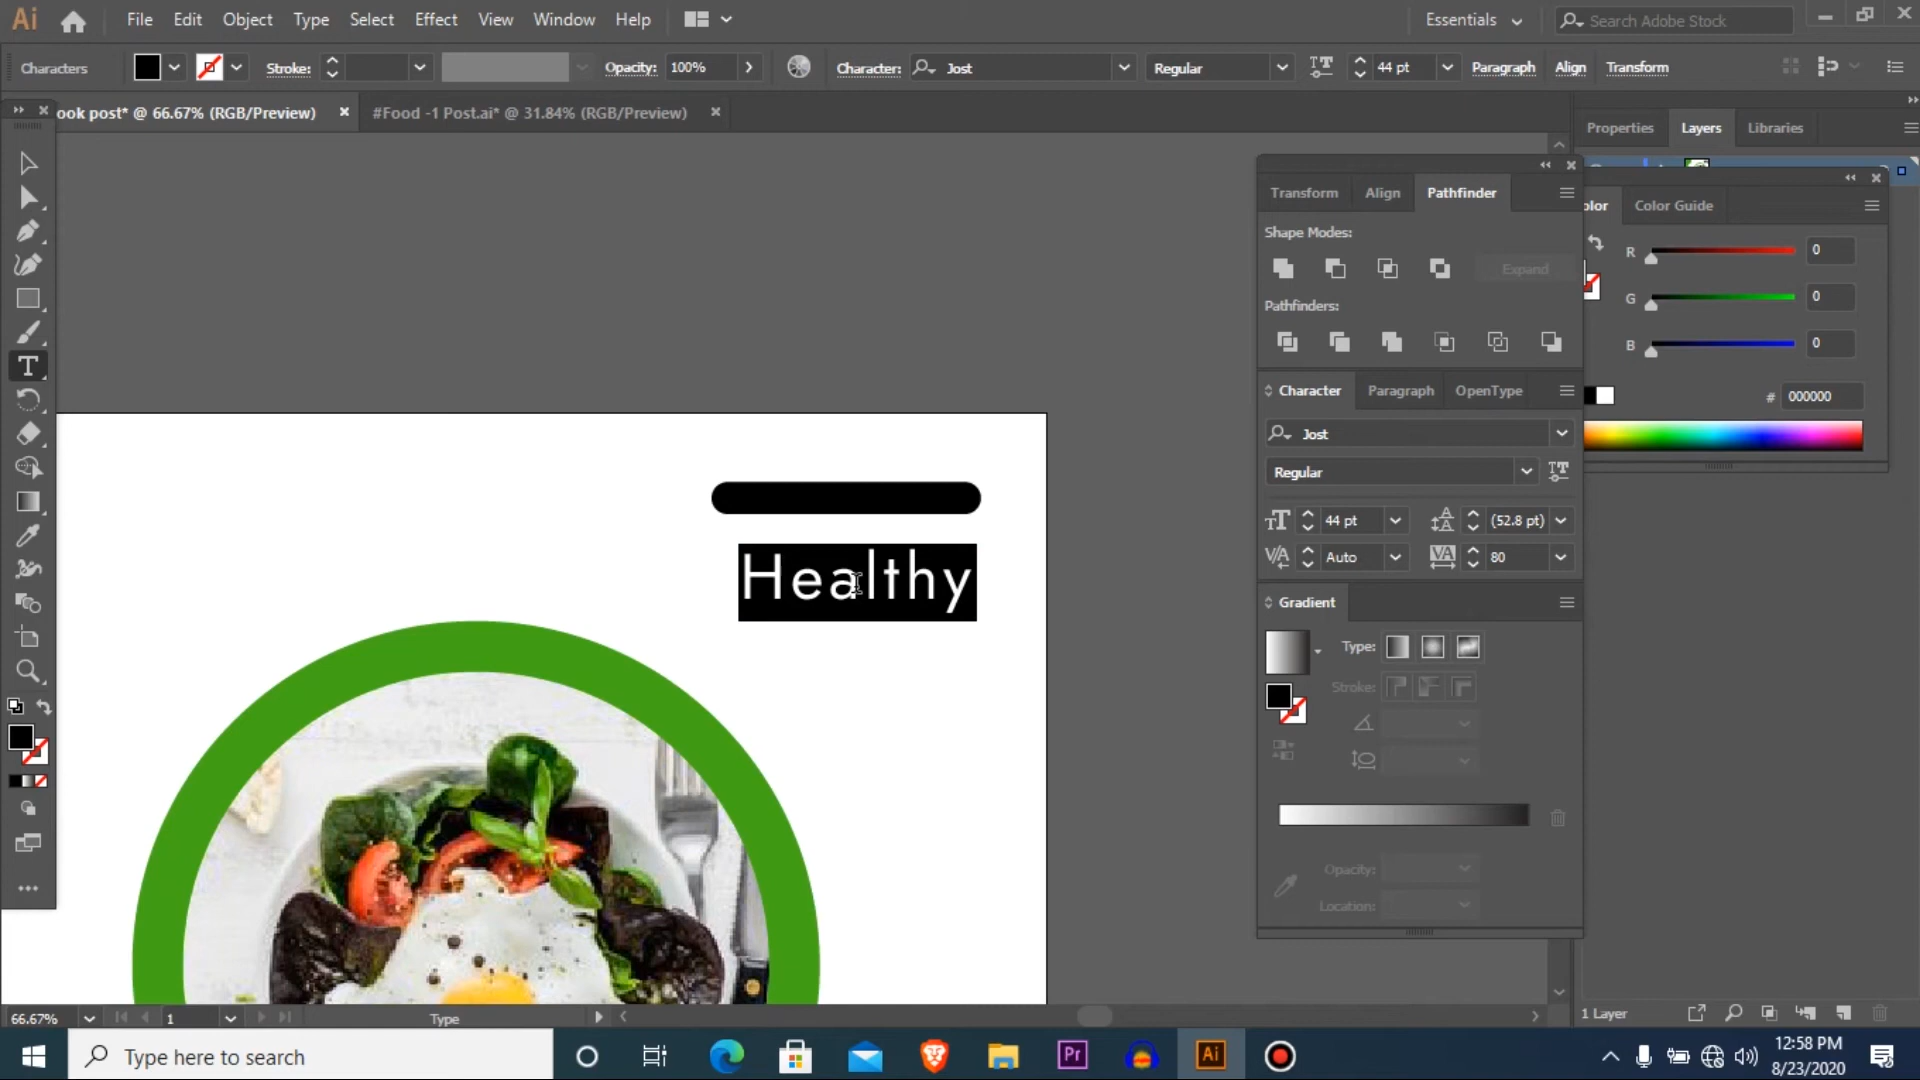 Ai File Edit Object Type Select Effect View Window Help Essentials Search Adobe Stock
Characters Stroke: Opacity: 100% Character: Jost Regular 44 pt Paragraph Align Transform
ook post* @ 66.67% (RGB/Preview) #Food -1 Post.ai* @ 31.84% (RGB/Preview)
Properties Layers Libraries
Transform Align Pathfinder
olor Color Guide
Shape Modes:
Expand
R 0
G 0
B 0
Pathfinders:
Character Paragraph OpenType
# 000000
Jost
Regular
44 pt (52.8 pt)
Auto 80
Healthy
Gradient
Type:
Stroke:
Opacity:
Location:
66.67% 1 Type
1 Layer
Type here to search
Pr Ai
12:58 PM
8/23/2020